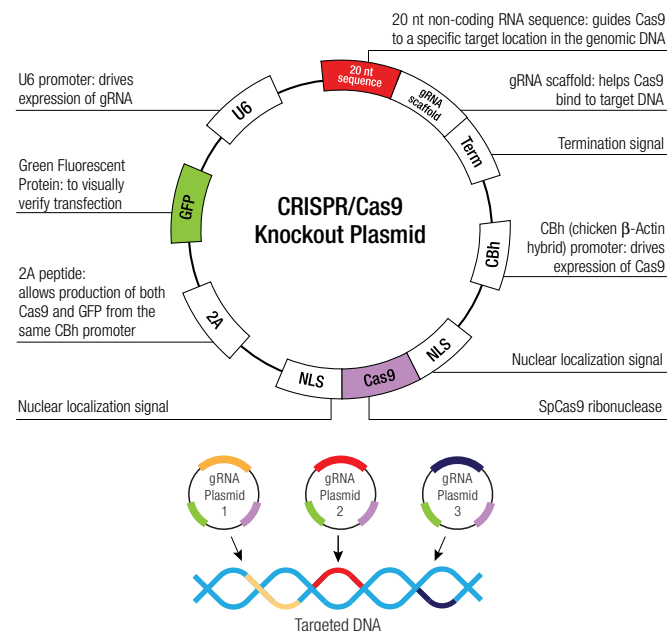 20 nt non-coding RNA sequence: guides Cas9
to a specific target location in the genomic DNA
U6 promoter: drives
expression of gRNA
gRNA scaffold: helps Cas9
bind to target DNA
Termination signal
Green Fluorescent
Protein: to visually
verify transfection
CBh (chicken β-Actin
hybrid) promoter: drives
expression of Cas9
2A peptide:
allows production of both
Cas9 and GFP from the
same CBh promoter
Nuclear localization signal
Nuclear localization signal
SpCas9 ribonuclease
20 nt
sequence
gRNA
scaffold
Term
CBh
NLS
Cas9
NLS
2A
GFP
U6
CRISPR/Cas9
Knockout Plasmid
gRNA
Plasmid
1
gRNA
Plasmid
2
gRNA
Plasmid
3
Targeted DNA